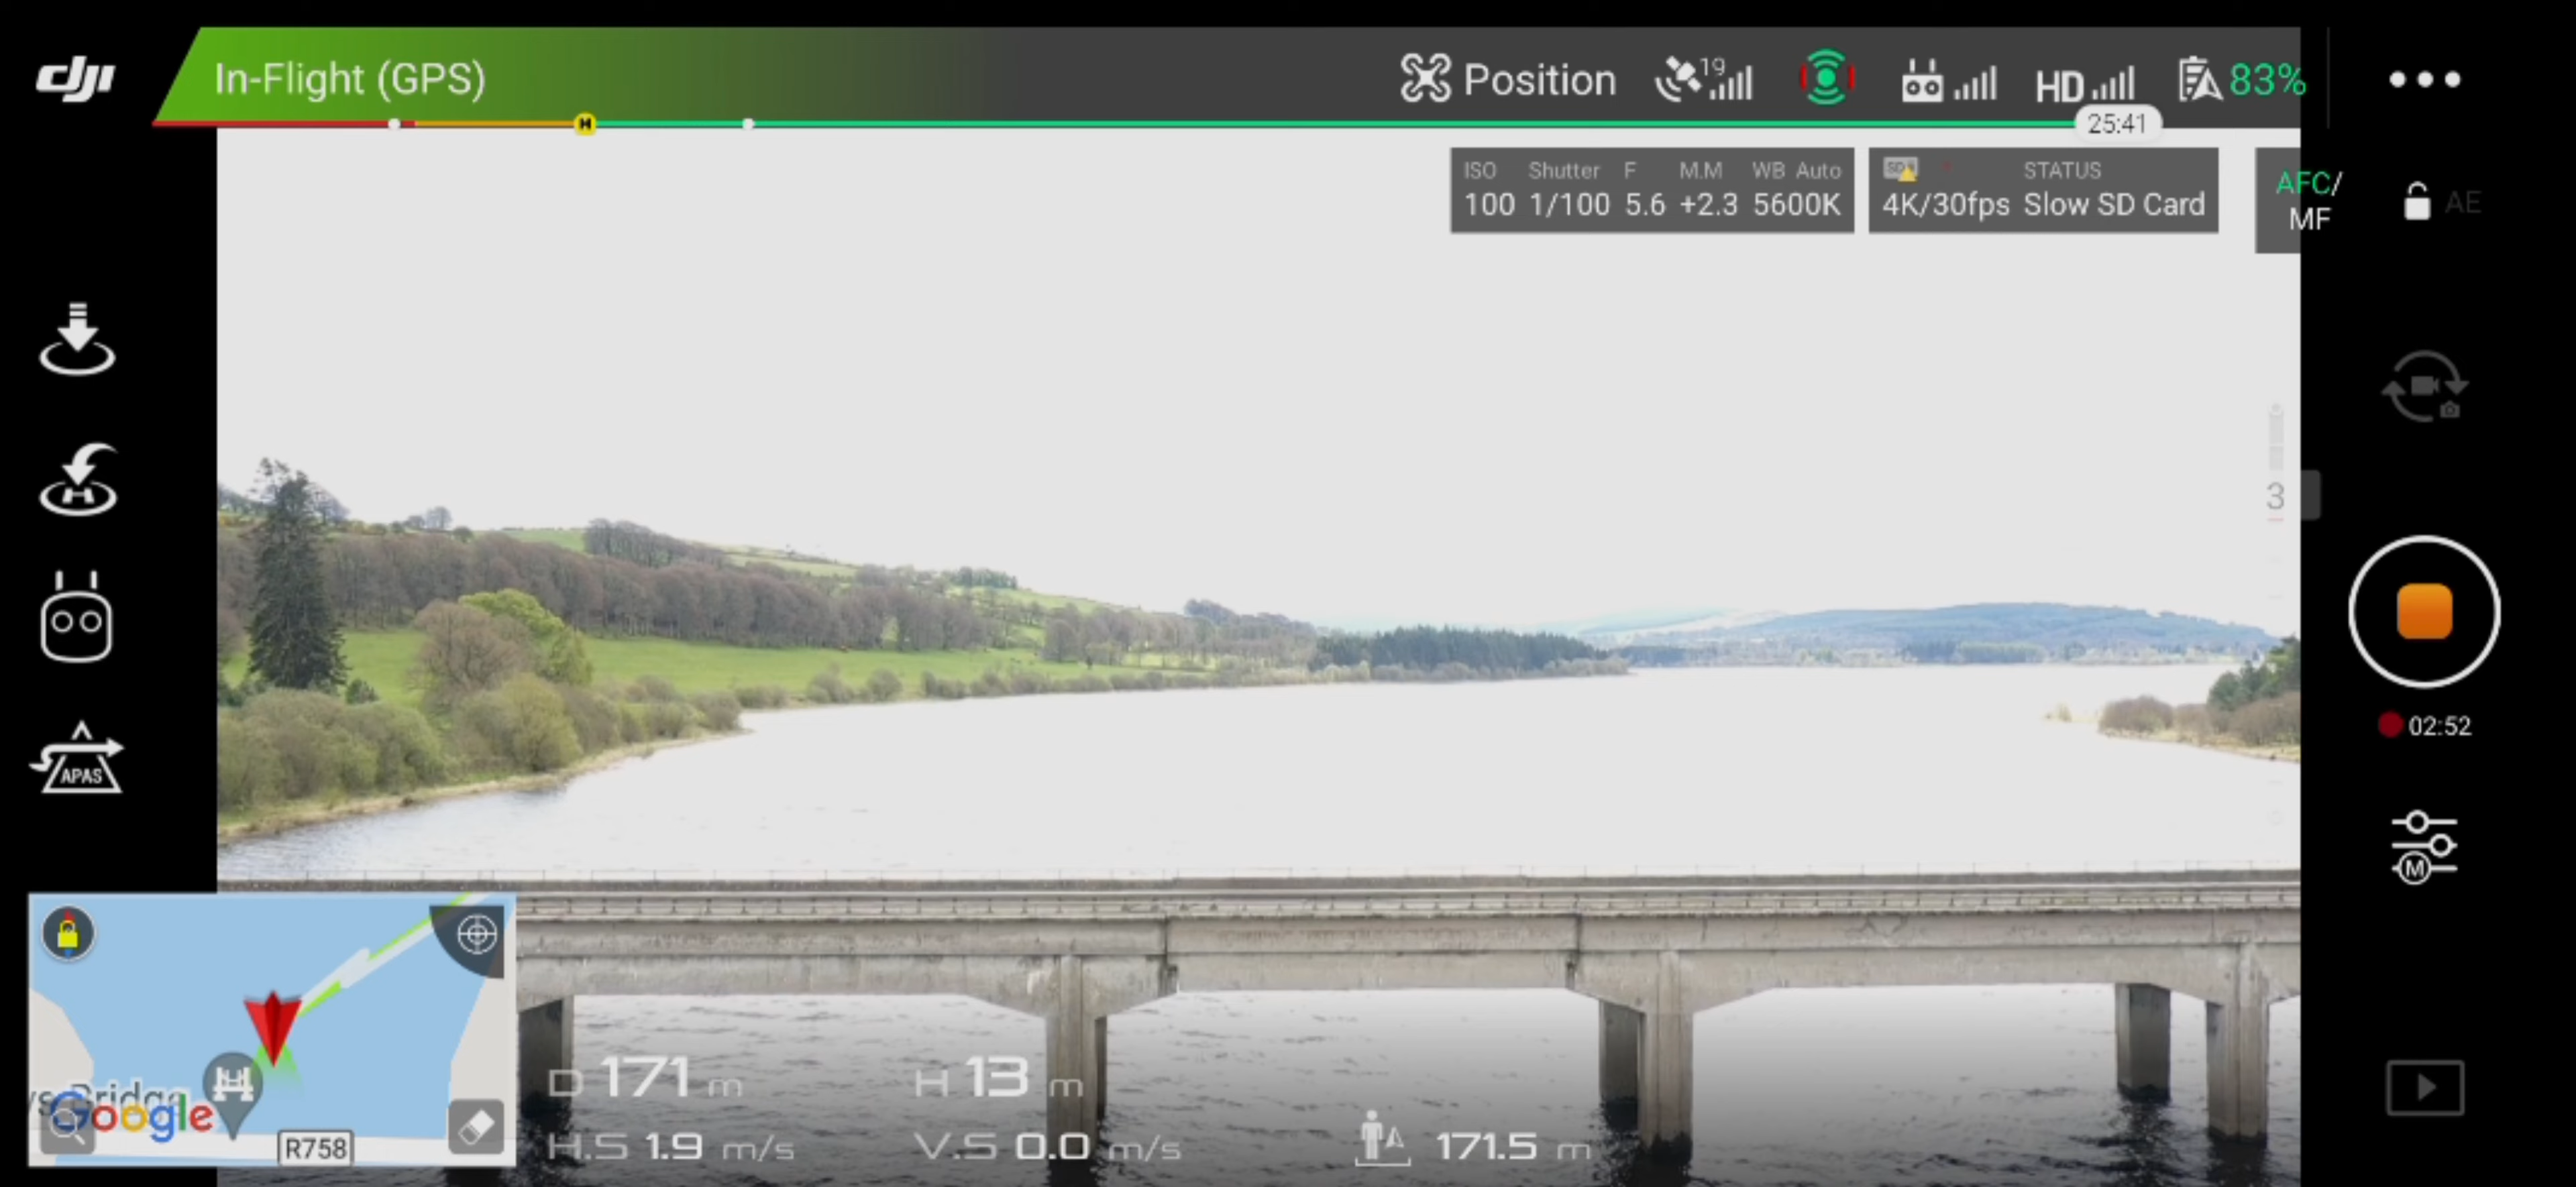 dji In-Flight (GPS) Position 19 HD 83%
H 25:41
ISO Shutter F M.M WB Auto
100 1/100 5.6 +2.3 5600K
STATUS
4K/30fps Slow SD Card
AFC/
MF
AE
3
02:52
APAS
M
Bridge
Google
R758
D 171 m H 13 m
H.S 1.9 m/s V.S 0.0 m/s 171.5 m